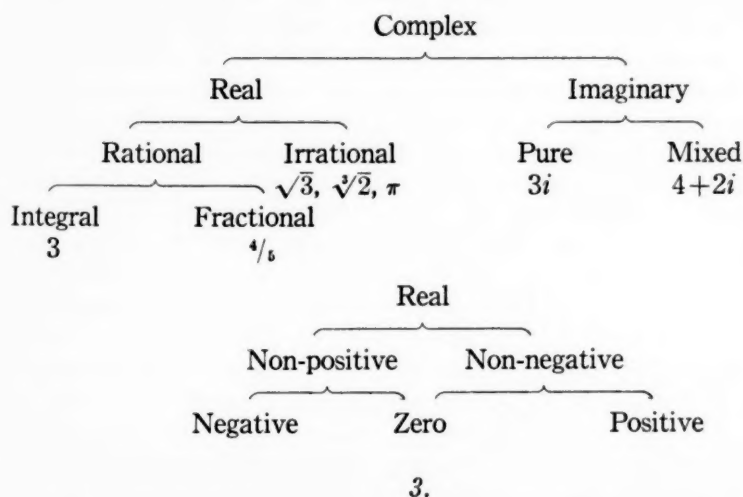 Complex
Real Imaginary
Rational Irrational Pure Mixed
√3, ∛2, π 3i 4+2i
Integral Fractional
3 4/5
Real
Non-positive Non-negative
Negative Zero Positive
3.